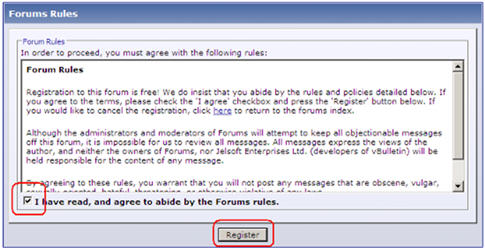 Forums Rules
Forum Rules
In order to proceed, you must agree with the following rules:
Forum Rules
Registration to this forum is free! We do insist that you abide by the rules and policies detailed below. If
you agree to the terms, please check the 'I agree' checkbox and press the 'Register' button below. If
you would like to cancel the registration, click here to return to the forums index.
Although the administrators and moderators of Forums will attempt to keep all objectionable messages
off this forum, it is impossible for us to review all messages. All messages express the views of the
author, and neither the owners of Forums, nor Jelsoft Enterprises Ltd. (developers of vBulletin) will be
held responsible for the content of any message.
By agreeing to these rules, you warrant that you will not post any messages that are obscene, vulgar,
I have read, and agree to abide by the Forums rules.
Register